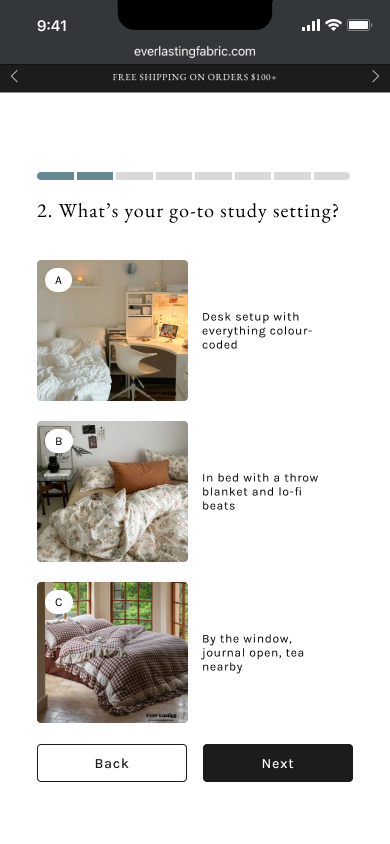 9:41
everlastingfabric.com
FREE SHIPPING ON ORDERS $100+
2. What's your go-to study setting?
A
Desk setup with
everything colour-
coded
B
In bed with a throw
blanket and lo-fi
beats
C
By the window,
journal open, tea
nearby
Ever Lasting
Back
Next